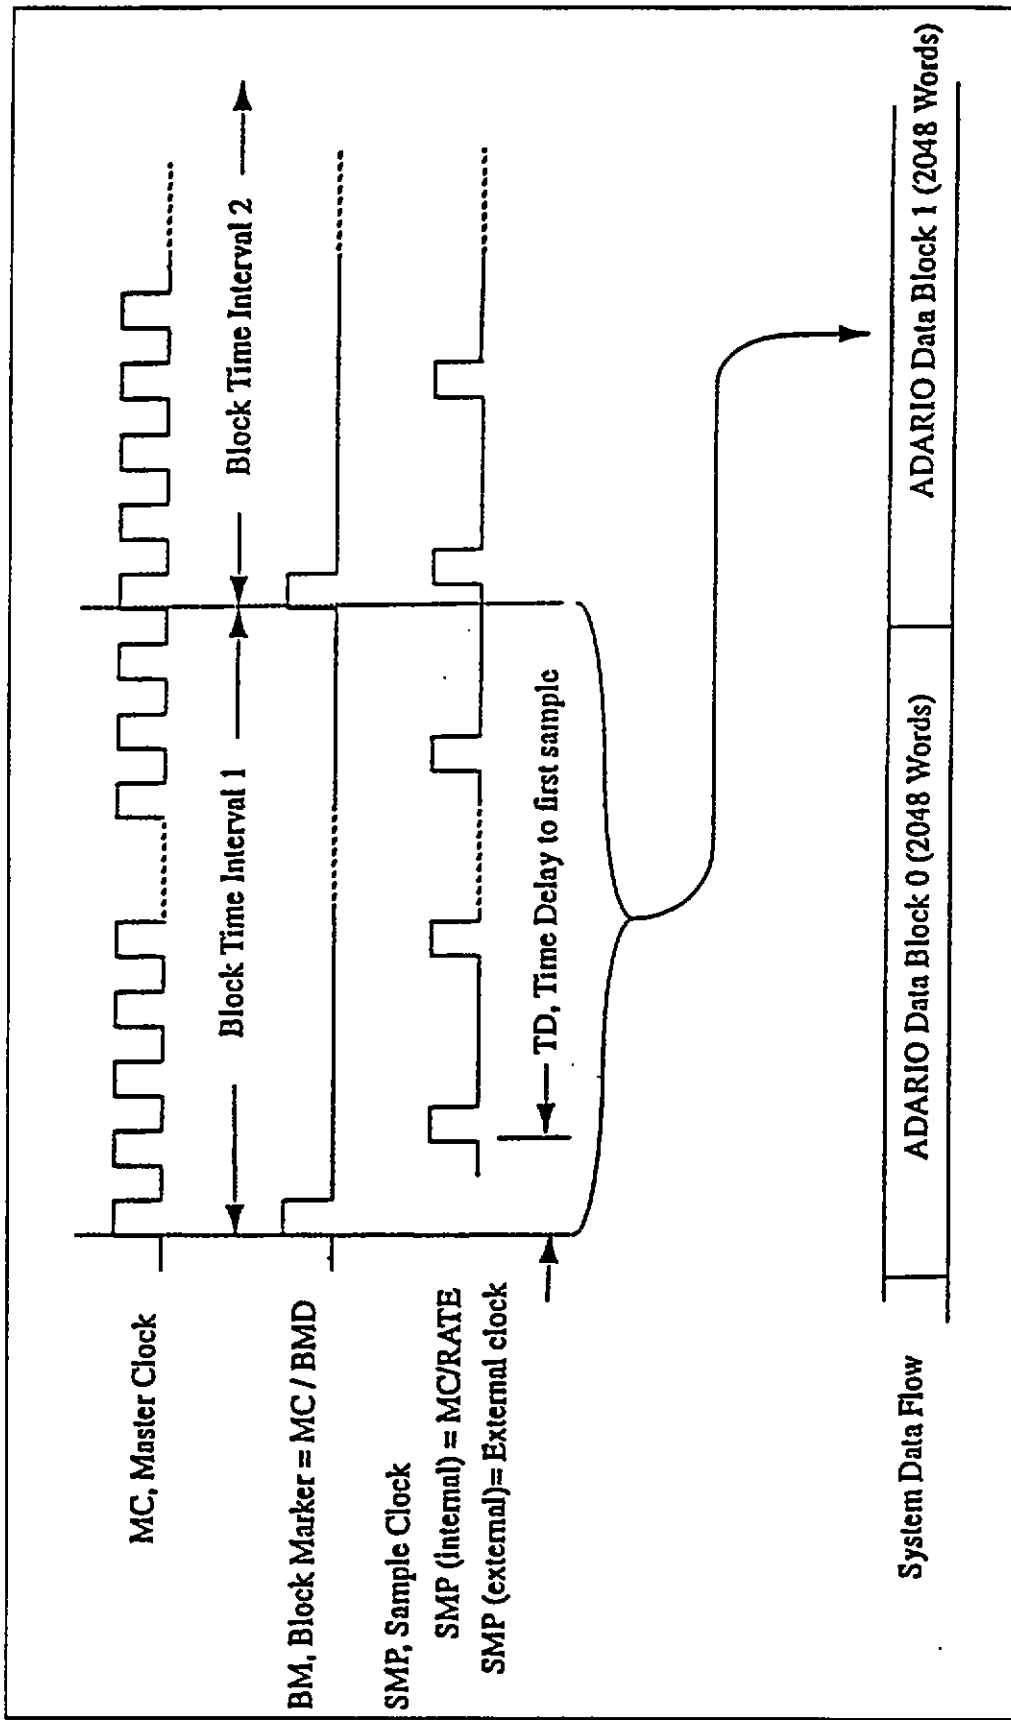 MC, Master Clock
Block Time Interval 1
Block Time Interval 2
BM, Block Marker = MC / BMD
SMP, Sample Clock
SMP (internal) = MC/RATE
SMP (external)= External clock
TD, Time Delay to first sample
System Data Flow
ADARIO Data Block 0 (2048 Words)
ADARIO Data Block 1 (2048 Words)